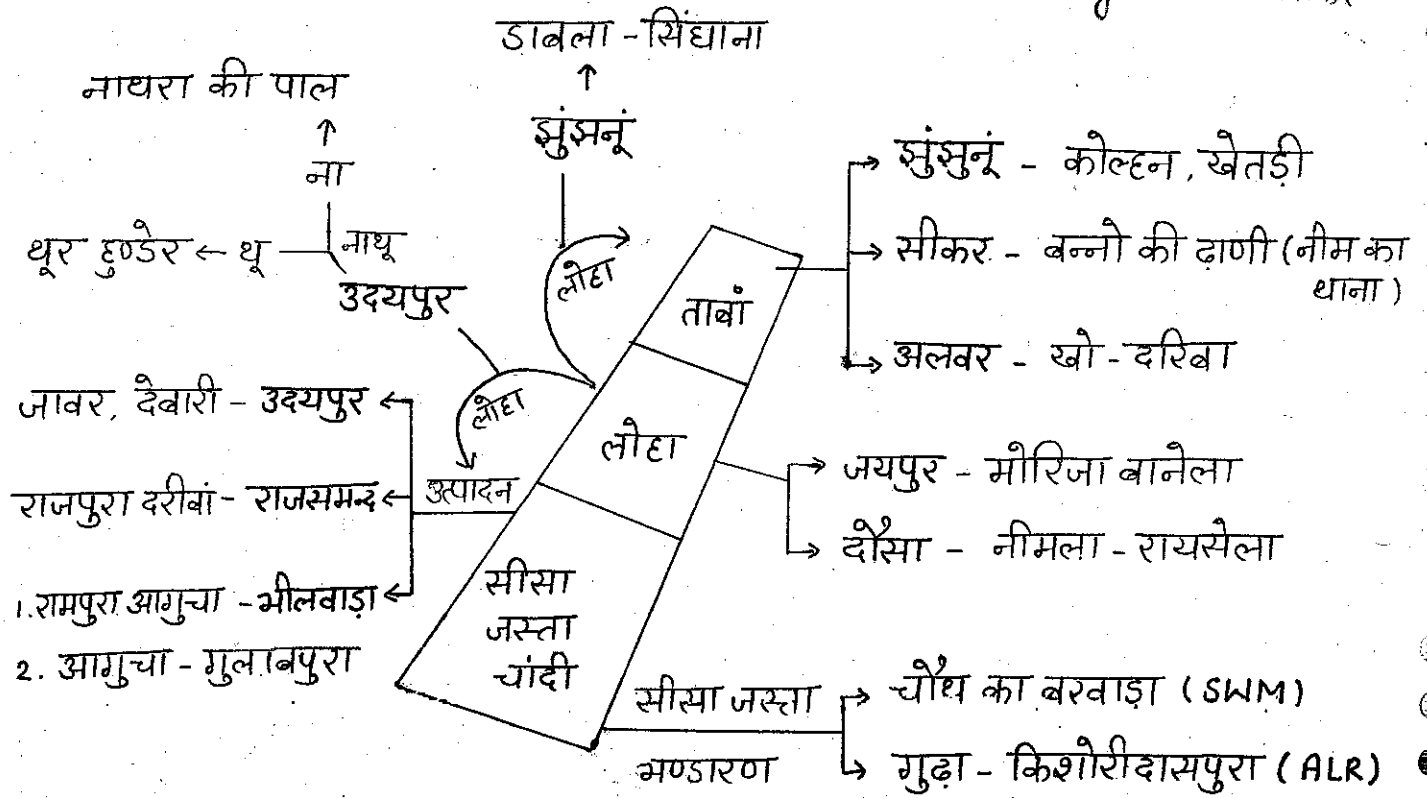 डाबला - सिंघाना
↑
झुंझनूं
नाथरा की पाल
↑
ना
थूर हुण्डेर ← थू
नाथू
उदयपुर
लोहा
लोहा
उत्पादन
जावर, देबारी - उदयपुर ←
राजपुरा दरीबां - राजसमन्द ←
1. रामपुरा आगुचा - भीलवाड़ा ←
2. आगुचा - गुलाबपुरा
ताबां
लोहा
सीसा
जस्ता
चांदी
→ झुंझुनूं - कोल्हन, खेतड़ी
→ सीकर - बन्नो की ढ़ाणी (नीम का
थाना)
→ अलवर - खो - दरिबा
→ जयपुर - मोरिजा बानेला
→ दौसा - नीमला - रायसेला
सीसा जस्ता
भण्डारण
→ चौथ का बरवाड़ा (SWM)
→ गुढ़ा - किशोरीदासपुरा (ALR)